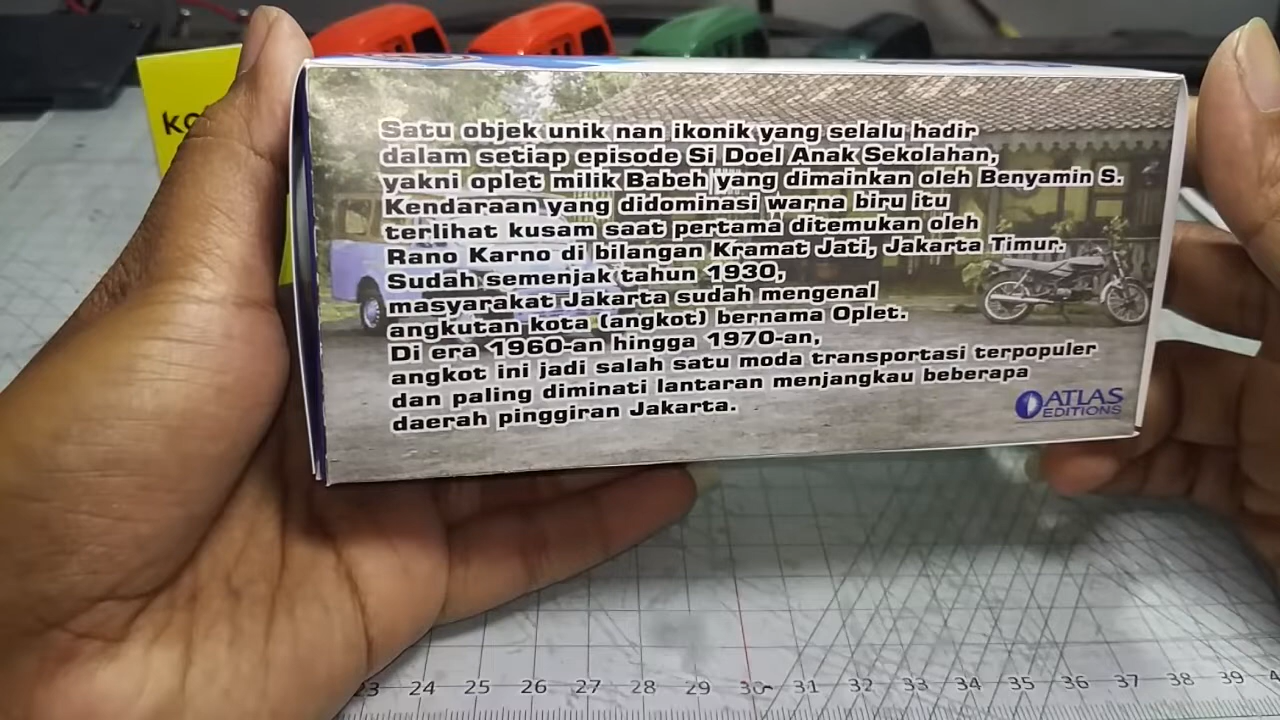 Satu objek unik nan ikonik yang selalu hadir
dalam setiap episode Si Doel Anak Sekolahan,
yakni oplet milik Babeh yang dimainkan oleh Benyamin S.
Kendaraan yang didominasi warna biru itu
terlihat kusam saat pertama ditemukan oleh
Rano Karno di bilangan Kramat Jati, Jakarta Timur.
Sudah semenjak tahun 1930,
masyarakat Jakarta sudah mengenal
angkutan kota (angkot) bernama Oplet.
Di era 1960-an hingga 1970-an,
angkot ini jadi salah satu moda transportasi terpopuler
dan paling diminati lantaran menjangkau beberapa
daerah pinggiran Jakarta.
ATLAS
EDITIONS
23 24 25 26 27 28 29 30 31 32 33 34 35 36 37 38 39